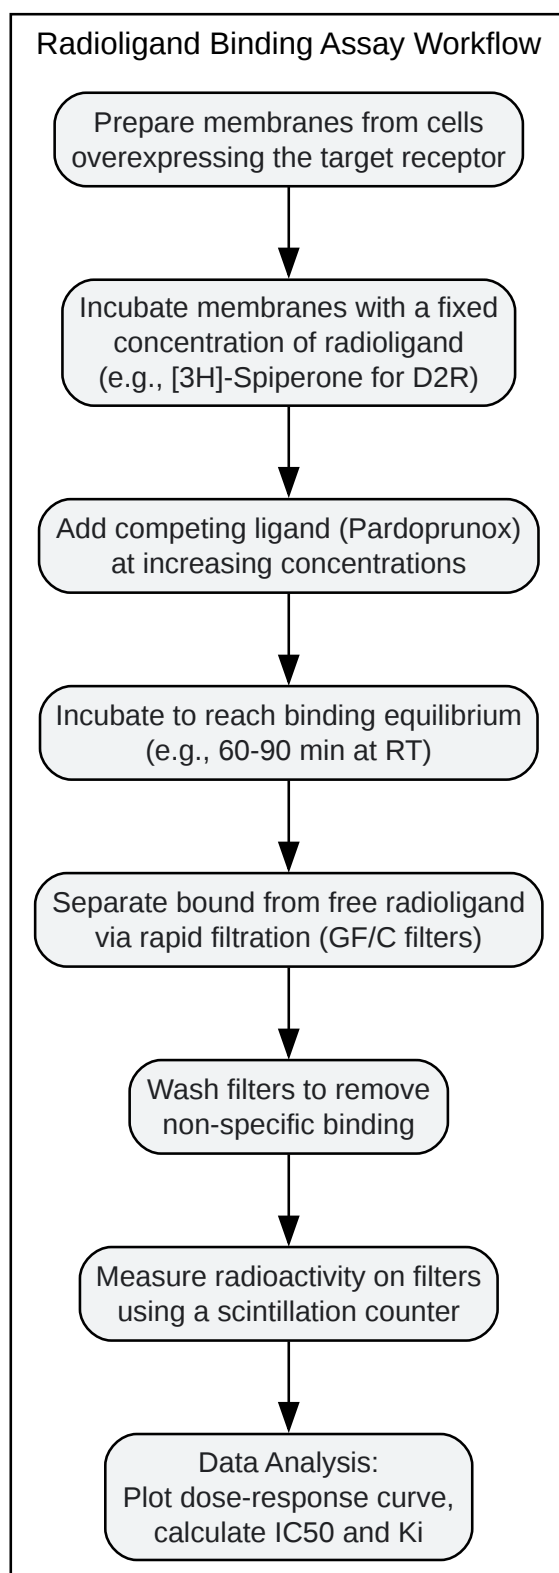 Radioligand Binding Assay Workflow
Prepare membranes from cells
overexpressing the target receptor
Incubate membranes with a fixed
concentration of radioligand
(e.g., [3H]-Spiperone for D2R)
Add competing ligand (Pardoprunox)
at increasing concentrations
Incubate to reach binding equilibrium
(e.g., 60-90 min at RT)
Separate bound from free radioligand
via rapid filtration (GF/C filters)
Wash filters to remove
non-specific binding
Measure radioactivity on filters
using a scintillation counter
Data Analysis:
Plot dose-response curve,
calculate IC50 and Ki